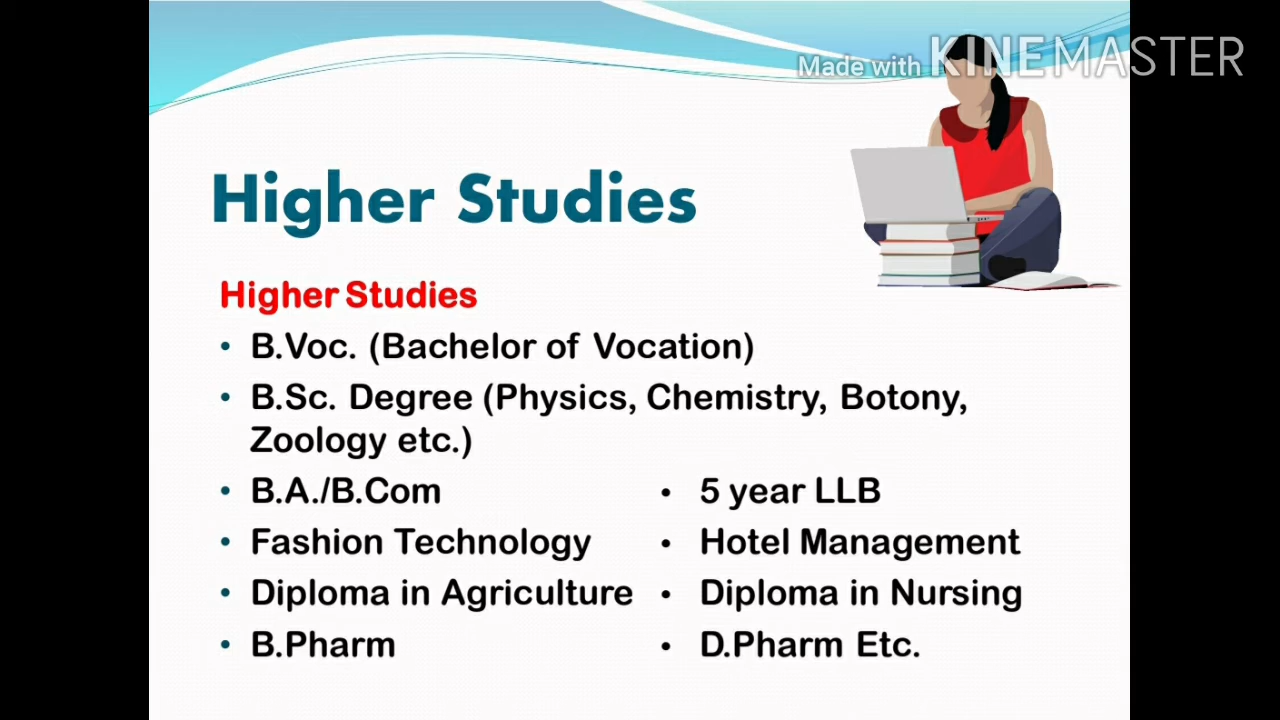 Made with KINEMASTER
Higher Studies
Higher Studies
• B.Voc. (Bachelor of Vocation)
• B.Sc. Degree (Physics, Chemistry, Botony,
Zoology etc.)
• B.A./B.Com
• Fashion Technology
• Diploma in Agriculture
• B.Pharm
• 5 year LLB
• Hotel Management
• Diploma in Nursing
• D.Pharm Etc.